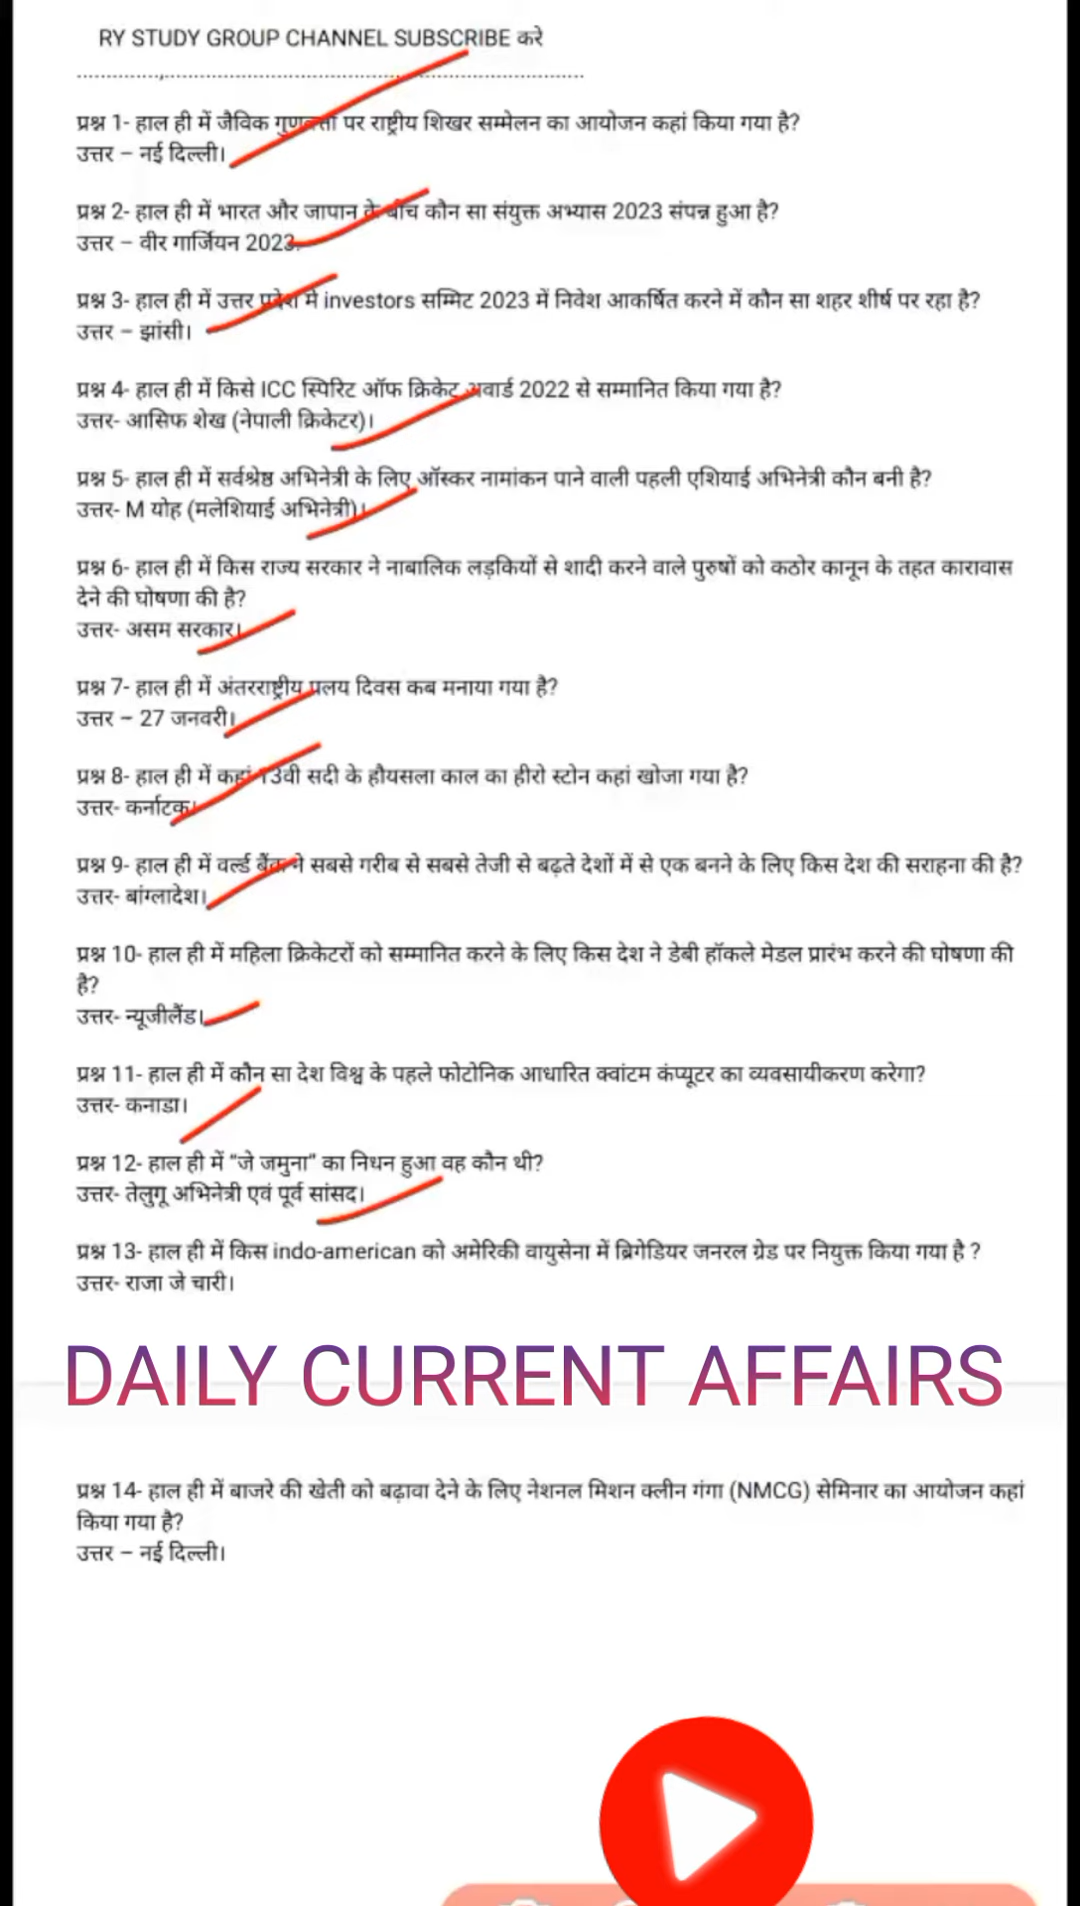 RY STUDY GROUP CHANNEL SUBSCRIBE करे
प्रश्न 1- हाल ही में जैविक गुणवत्ता पर राष्ट्रीय शिखर सम्मेलन का आयोजन कहां किया गया है?
उत्तर – नई दिल्ली।
प्रश्न 2- हाल ही में भारत और जापान के बीच कौन सा संयुक्त अभ्यास 2023 संपन्न हुआ है?
उत्तर – वीर गार्जियन 2023.
प्रश्न 3- हाल ही में उत्तर प्रदेश मे investors सम्मिट 2023 में निवेश आकर्षित करने में कौन सा शहर शीर्ष पर रहा है?
उत्तर – झांसी।
प्रश्न 4- हाल ही में किसे ICC स्पिरिट ऑफ क्रिकेट अवार्ड 2022 से सम्मानित किया गया है?
उत्तर- आसिफ शेख (नेपाली क्रिकेटर)।
प्रश्न 5- हाल ही में सर्वश्रेष्ठ अभिनेत्री के लिए ऑस्कर नामांकन पाने वाली पहली एशियाई अभिनेत्री कौन बनी है?
उत्तर- M योह (मलेशियाई अभिनेत्री)।
प्रश्न 6- हाल ही में किस राज्य सरकार ने नाबालिक लड़कियों से शादी करने वाले पुरुषों को कठोर कानून के तहत कारावास
देने की घोषणा की है?
उत्तर- असम सरकार।
प्रश्न 7- हाल ही में अंतरराष्ट्रीय प्रलय दिवस कब मनाया गया है?
उत्तर – 27 जनवरी।
प्रश्न 8- हाल ही में कहां 13वी सदी के हौयसला काल का हीरो स्टोन कहां खोजा गया है?
उत्तर- कर्नाटक।
प्रश्न 9- हाल ही में वर्ल्ड बैंक ने सबसे गरीब से सबसे तेजी से बढ़ते देशों में से एक बनने के लिए किस देश की सराहना की है?
उत्तर- बांग्लादेश।
प्रश्न 10- हाल ही में महिला क्रिकेटरों को सम्मानित करने के लिए किस देश ने डेबी हॉकले मेडल प्रारंभ करने की घोषणा की
है?
उत्तर- न्यूजीलैंड।
प्रश्न 11- हाल ही में कौन सा देश विश्व के पहले फोटोनिक आधारित क्वांटम कंप्यूटर का व्यवसायीकरण करेगा?
उत्तर- कनाडा।
प्रश्न 12- हाल ही में "जे जमुना" का निधन हुआ वह कौन थी?
उत्तर- तेलुगू अभिनेत्री एवं पूर्व सांसद।
प्रश्न 13- हाल ही में किस indo-american को अमेरिकी वायुसेना में ब्रिगेडियर जनरल ग्रेड पर नियुक्त किया गया है ?
उत्तर- राजा जे चारी।
DAILY CURRENT AFFAIRS
प्रश्न 14- हाल ही में बाजरे की खेती को बढ़ावा देने के लिए नेशनल मिशन क्लीन गंगा (NMCG) सेमिनार का आयोजन कहां
किया गया है?
उत्तर – नई दिल्ली।